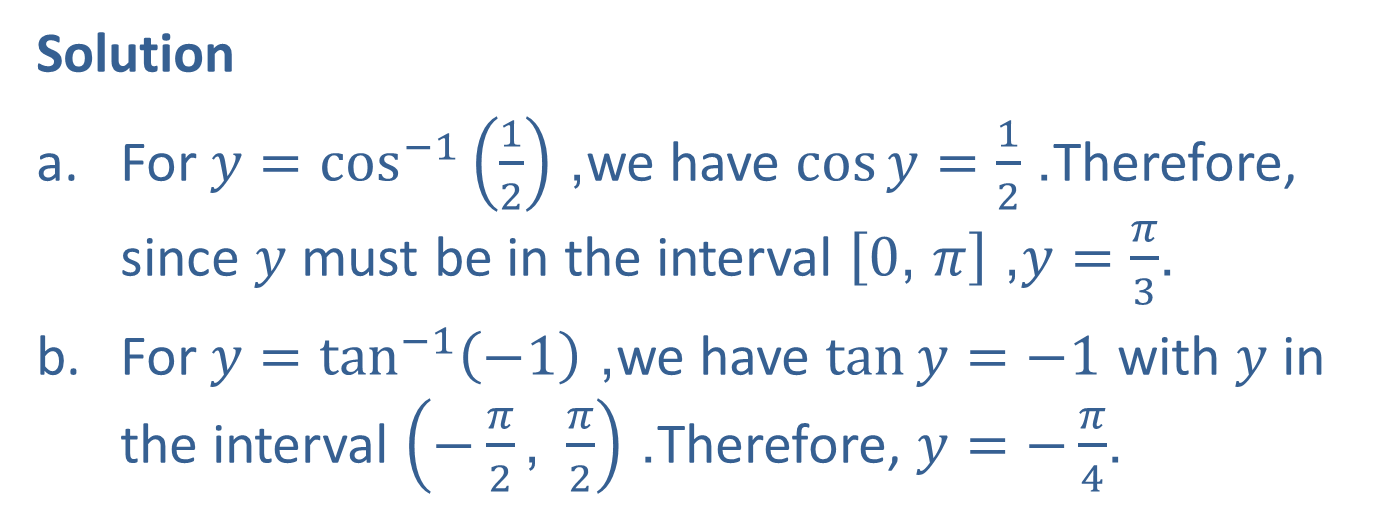 Solution
a. For y = cos⁻¹ (1/2) ,we have cos y = 1/2 .Therefore,
since y must be in the interval [0, π] ,y = π/3.
b. For y = tan⁻¹(−1) ,we have tan y = −1 with y in
the interval (−π/2, π/2) .Therefore, y = −π/4.